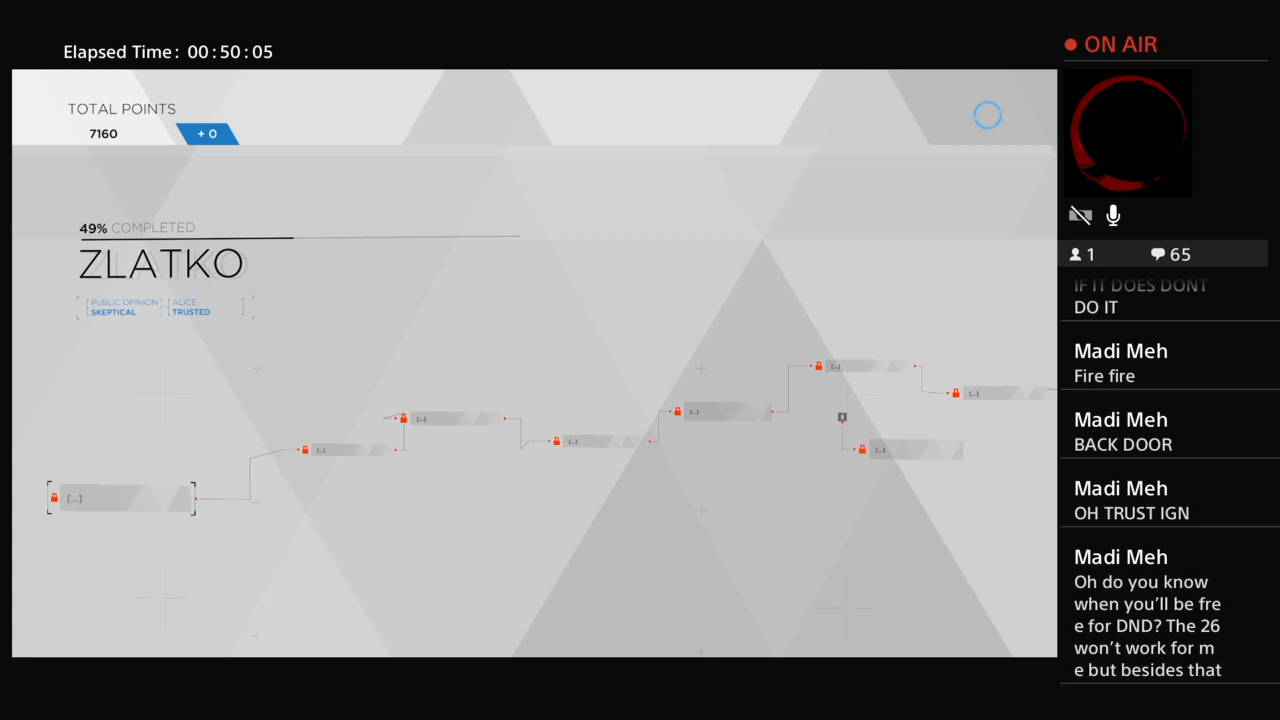 Elapsed Time: 00:50:05
ON AIR
TOTAL POINTS
7160
+ 0
49% COMPLETED
ZLATKO
PUBLIC OPINION
SKEPTICAL
ALICE
TRUSTED
[...]
[...]
[...]
[...]
[...]
[...]
[...]
[...]
1
65
IF IT DOES DONT
DO IT
Madi Meh
Fire fire
Madi Meh
BACK DOOR
Madi Meh
OH TRUST IGN
Madi Meh
Oh do you know
when you'll be fre
e for DND? The 26
won't work for m
e but besides that